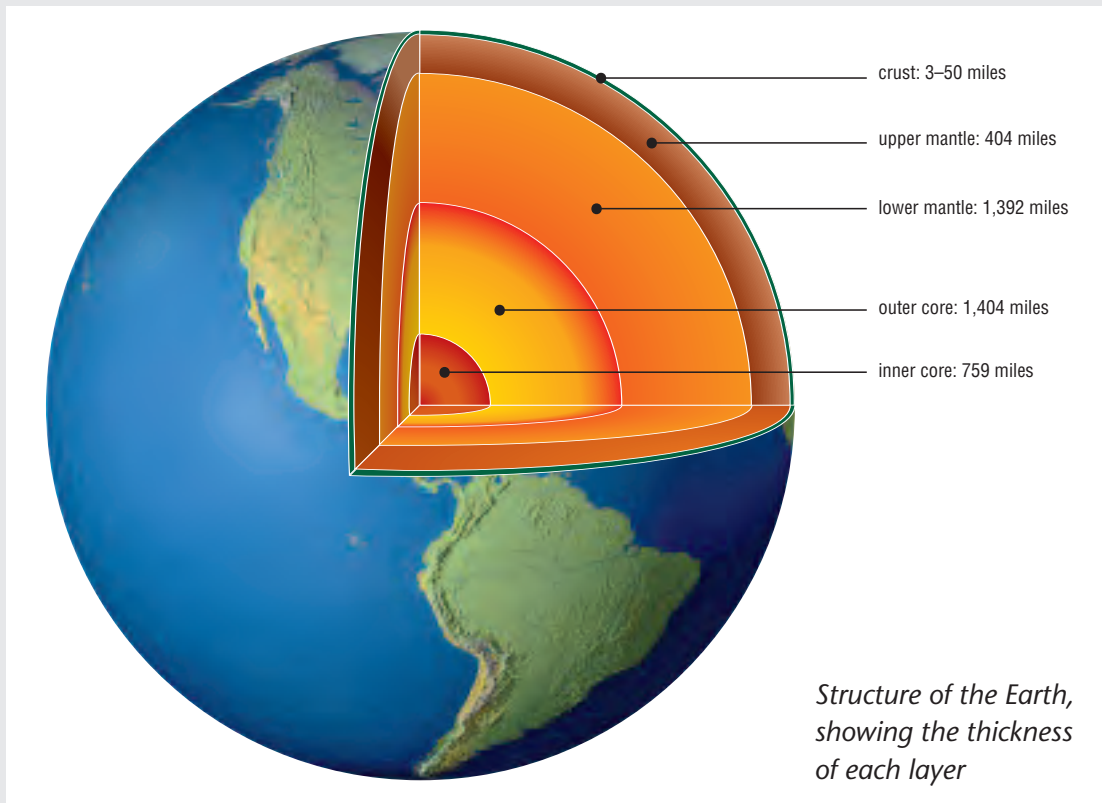 crust: 3–50 miles
upper mantle: 404 miles
lower mantle: 1,392 miles
outer core: 1,404 miles
inner core: 759 miles
Structure of the Earth,
showing the thickness
of each layer